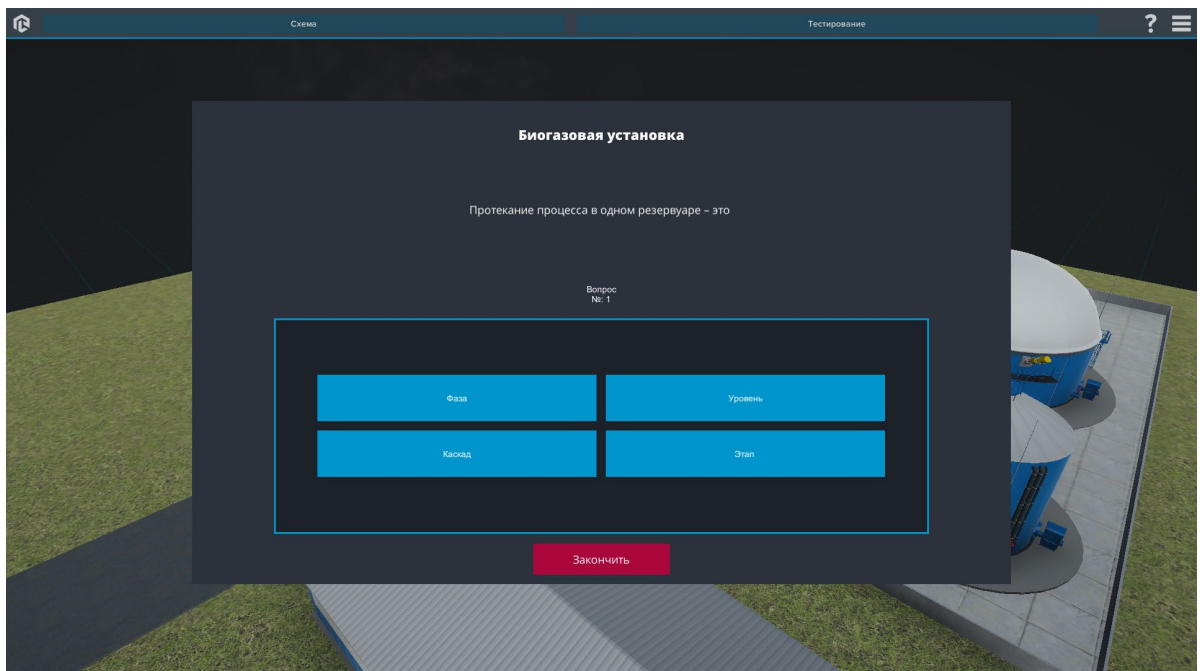 Схема
Тестирование
?
Биогазовая установка
Протекание процесса в одном резервуаре – это
Вопрос
№: 1
Фаза
Уровень
Каскад
Этап
Закончить